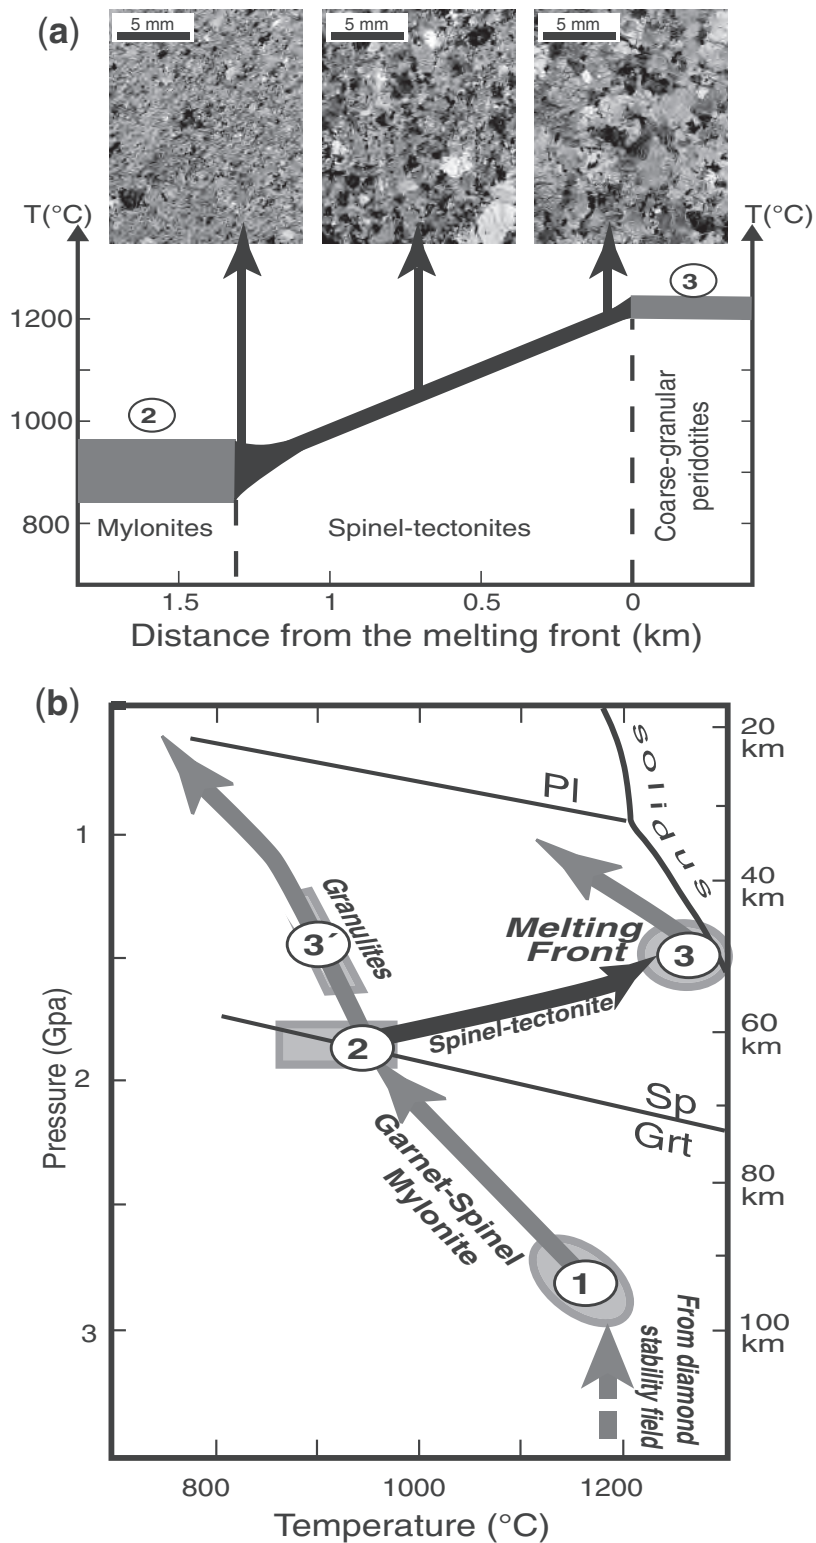 (a)
5 mm
5 mm
5 mm
T(°C)
T(°C)
1200
1000
800
2
3
Mylonites
Spinel-tectonites
Coarse-granular
peridotites
1.5
1
0.5
0
Distance from the melting front (km)
(b)
solidus
Pl
20
km
1
40
km
Granulites
3´
Melting
Front
3
Pressure (Gpa)
60
km
2
Spinel-tectonite
2
Sp
Grt
80
km
Garnet-Spinel
Mylonite
1
3
100
km
From diamond
stability field
800
1000
1200
Temperature (°C)